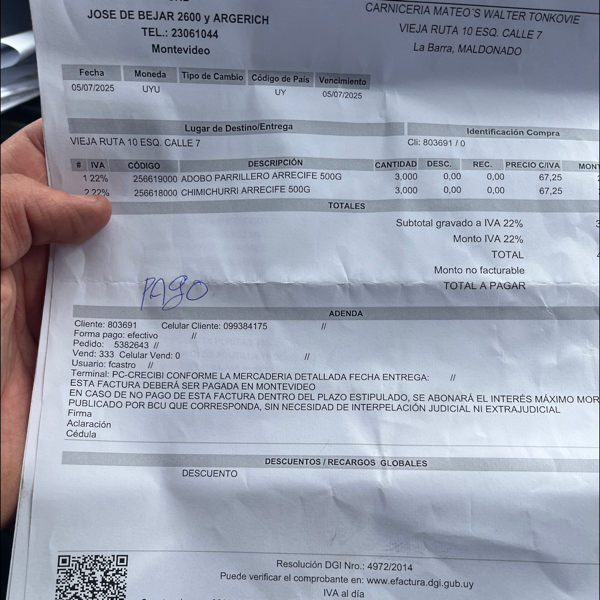 JOSE DE BEJAR 2600 y ARGERICH
TEL.: 23061044
Montevideo
CARNICERIA MATEO´S WALTER TONKOVIE
VIEJA RUTA 10 ESQ. CALLE 7
La Barra, MALDONADO
Fecha Moneda Tipo de Cambio Código de País Vencimiento
05/07/2025 UYU UY 05/07/2025
Lugar de Destino/Entrega Identificación Compra
VIEJA RUTA 10 ESQ. CALLE 7 Cli: 803691 / 0
# IVA CÓDIGO DESCRIPCIÓN CANTIDAD DESC. REC. PRECIO C/IVA MONT
1 22% 256619000 ADOBO PARRILLERO ARRECIFE 500G 3,000 0,00 0,00 67,25
2 22% 256618000 CHIMICHURRI ARRECIFE 500G 3,000 0,00 0,00 67,25
TOTALES
Subtotal gravado a IVA 22%
Monto IVA 22%
TOTAL
Monto no facturable
TOTAL A PAGAR
PAGO
ADENDA
Cliente: 803691 Celular Cliente: 099384175 //
Forma pago: efectivo //
Pedido: 5382643 //
Vend: 333 Celular Vend: 0 //
Usuario: fcastro //
Terminal: PC-CRECIBI CONFORME LA MERCADERIA DETALLADA FECHA ENTREGA: //
ESTA FACTURA DEBERÁ SER PAGADA EN MONTEVIDEO
EN CASO DE NO PAGO DE ESTA FACTURA DENTRO DEL PLAZO ESTIPULADO, SE ABONARÁ EL INTERÉS MÁXIMO MOR
PUBLICADO POR BCU QUE CORRESPONDA, SIN NECESIDAD DE INTERPELACIÓN JUDICIAL NI EXTRAJUDICIAL
Firma
Aclaración
Cédula
DESCUENTOS / RECARGOS GLOBALES
DESCUENTO
Resolución DGI Nro.: 4972/2014
Puede verificar el comprobante en: www.efactura.dgi.gub.uy
IVA al día